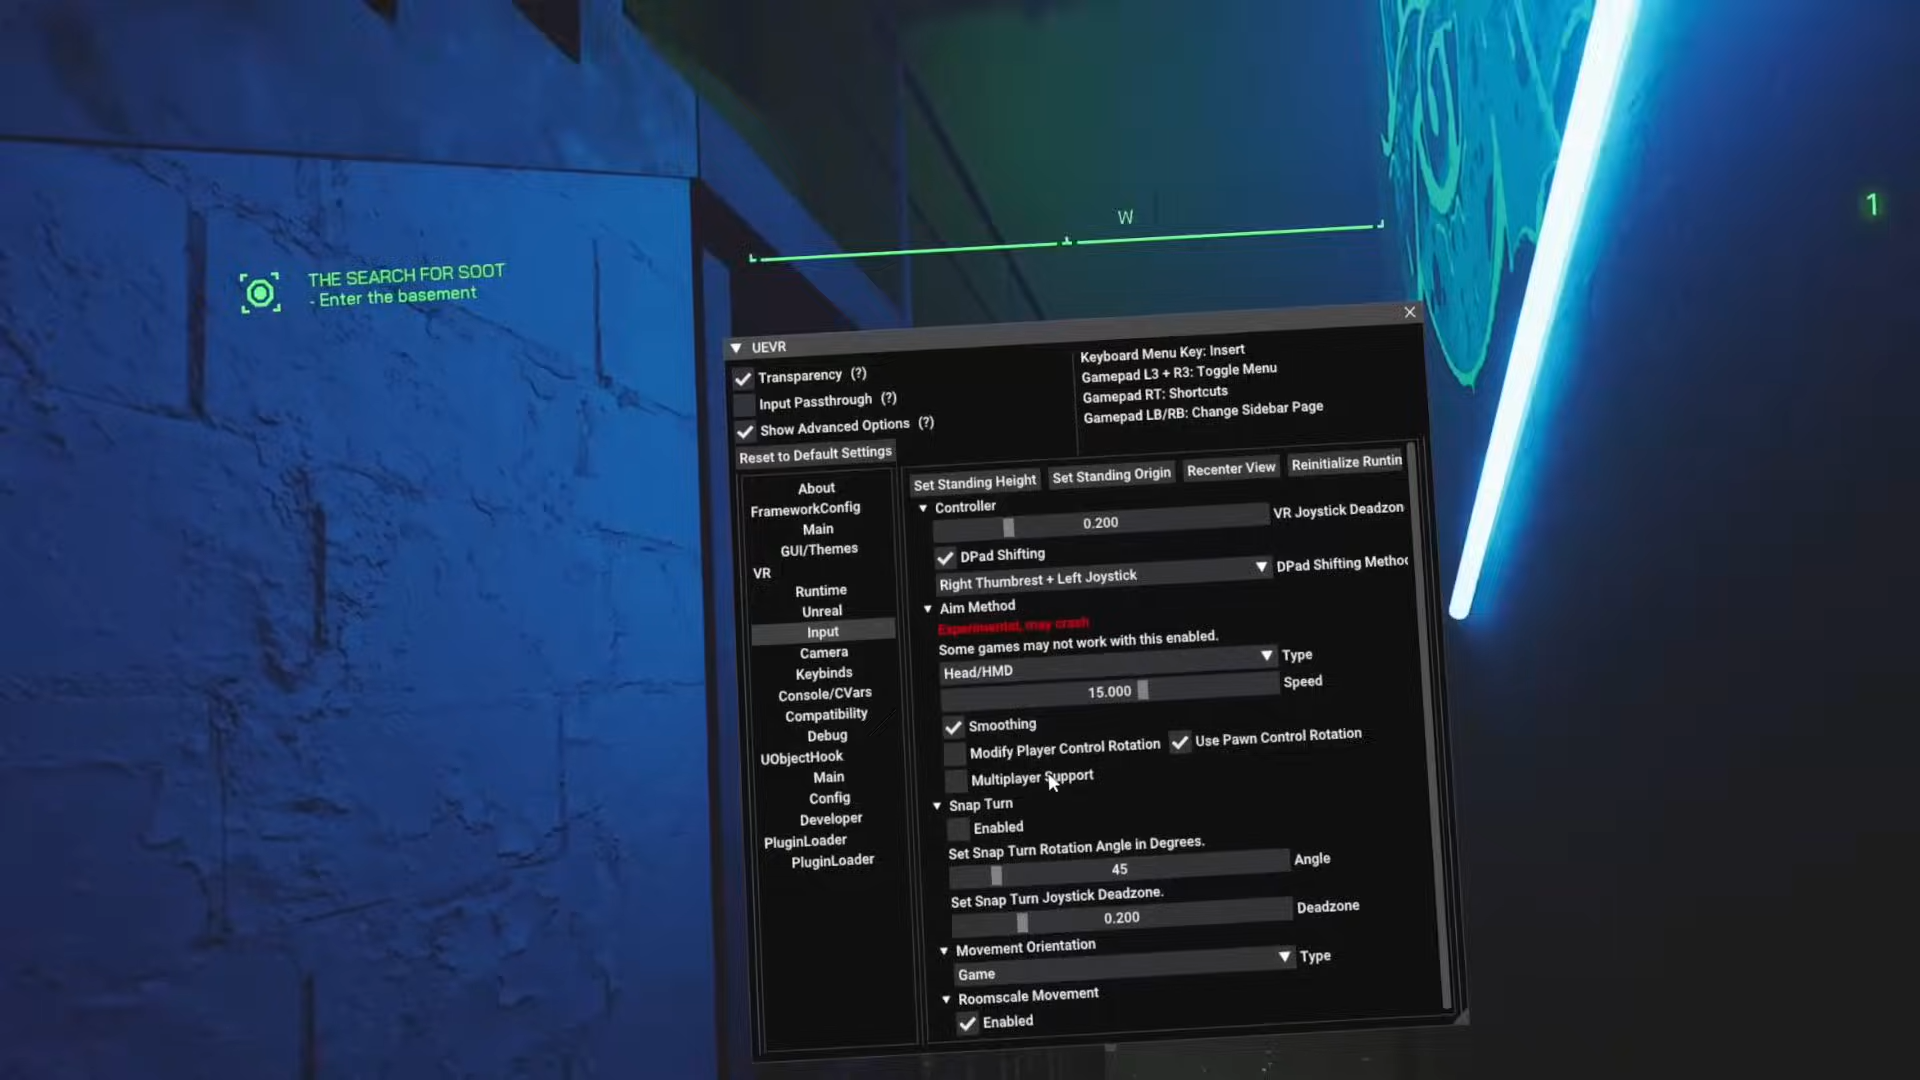 W
1
THE SEARCH FOR SOOT
- Enter the basement
UEVR
Transparency (?)
Input Passthrough (?)
Show Advanced Options (?)
Reset to Default Settings
Keyboard Menu Key: Insert
Gamepad L3 + R3: Toggle Menu
Gamepad RT: Shortcuts
Gamepad LB/RB: Change Sidebar Page
About
FrameworkConfig
Main
GUI/Themes
VR
Runtime
Unreal
Input
Camera
Keybinds
Console/CVars
Compatibility
Debug
UObjectHook
Main
Config
Developer
PluginLoader
PluginLoader
Set Standing Height Set Standing Origin Recenter View Reinitialize Runtin
Controller
0.200 VR Joystick Deadzon
DPad Shifting
Right Thumbrest + Left Joystick DPad Shifting Method
Aim Method
Experimental, may crash
Some games may not work with this enabled.
Head/HMD Type
15.000 Speed
Smoothing
Modify Player Control Rotation Use Pawn Control Rotation
Multiplayer Support
Snap Turn
Enabled
Set Snap Turn Rotation Angle in Degrees.
45 Angle
Set Snap Turn Joystick Deadzone.
0.200 Deadzone
Movement Orientation
Game Type
Roomscale Movement
Enabled